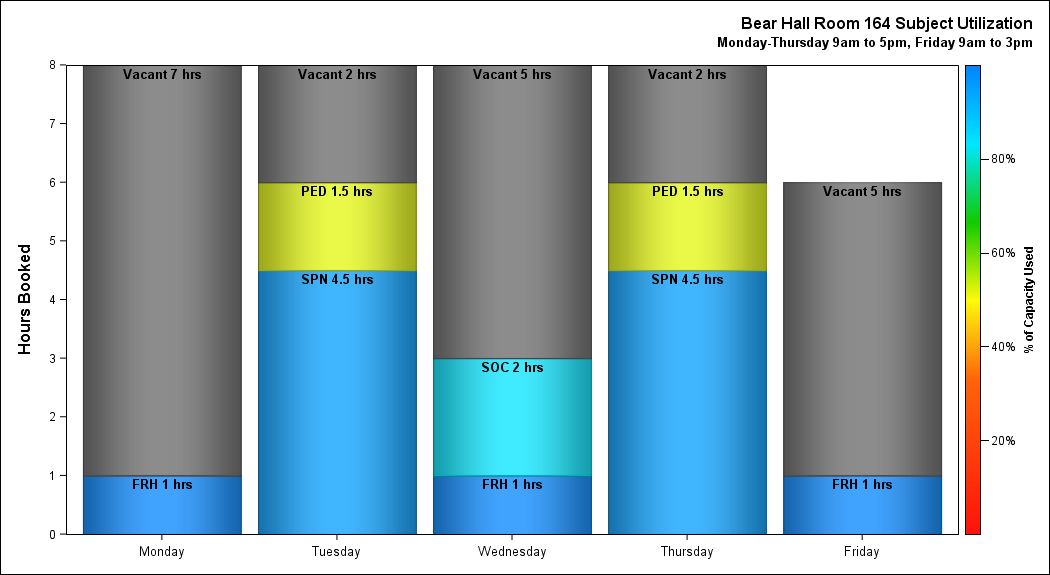 Bear Hall Room 164 Subject Utilization
Monday-Thursday 9am to 5pm, Friday 9am to 3pm
Hours Booked
8
7
6
5
4
3
2
1
0
Vacant 7 hrs
FRH 1 hrs
Vacant 2 hrs
PED 1.5 hrs
SPN 4.5 hrs
Vacant 5 hrs
SOC 2 hrs
FRH 1 hrs
Vacant 2 hrs
PED 1.5 hrs
SPN 4.5 hrs
Vacant 5 hrs
FRH 1 hrs
Monday
Tuesday
Wednesday
Thursday
Friday
80%
60%
40%
20%
% of Capacity Used